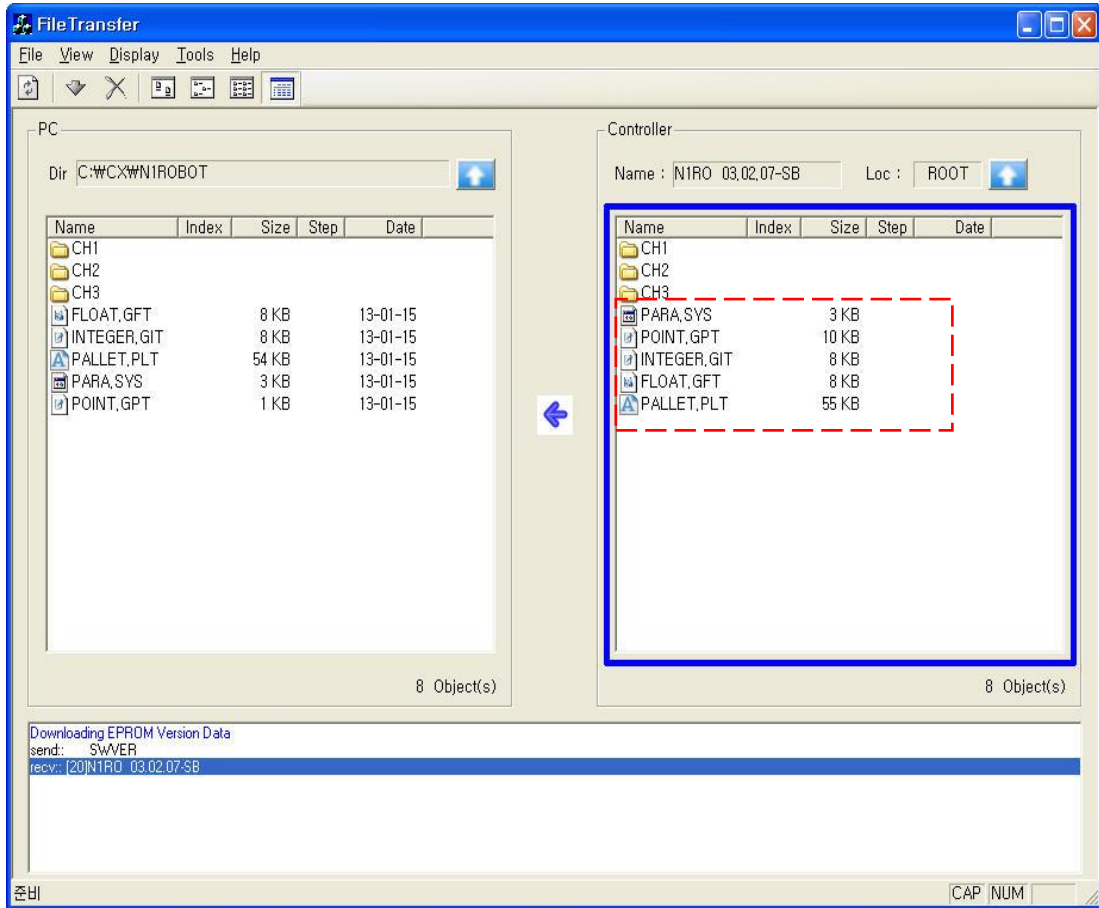 FileTransfer
File View Display Tools Help
PC
Dir C:₩CX₩N1ROBOT
Name Index Size Step Date
CH1
CH2
CH3
FLOAT.GFT 8 KB 13-01-15
INTEGER.GIT 8 KB 13-01-15
PALLET.PLT 54 KB 13-01-15
PARA.SYS 3 KB 13-01-15
POINT.GPT 1 KB 13-01-15
8 Object(s)
Controller
Name : N1RO 03.02.07-SB Loc : ROOT
Name Index Size Step Date
CH1
CH2
CH3
PARA.SYS 3 KB
POINT.GPT 10 KB
INTEGER.GIT 8 KB
FLOAT.GFT 8 KB
PALLET.PLT 55 KB
8 Object(s)
Downloading EPROM Version Data
send:: SWVER
recv:: [20]N1RO 03.02.07-SB
준비 CAP NUM